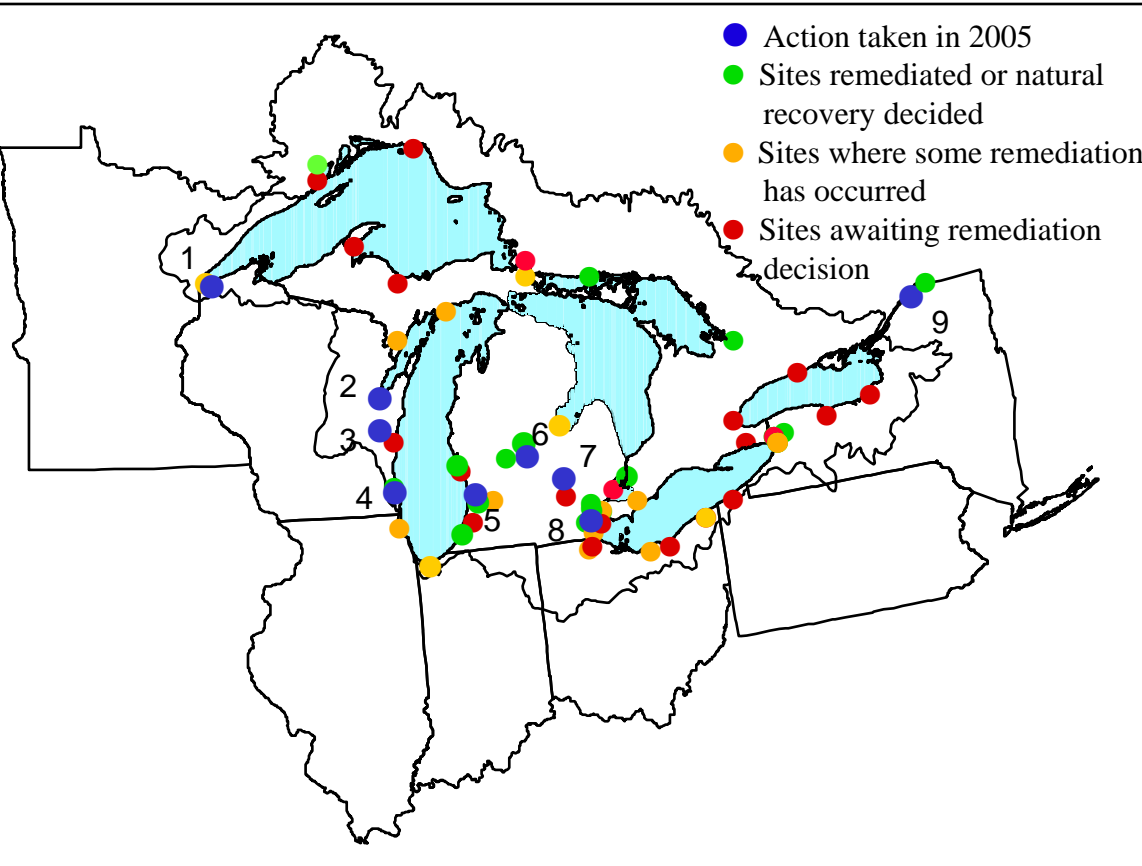 Action taken in 2005
Sites remediated or natural
recovery decided
Sites where some remediation
has occurred
Sites awaiting remediation
decision
1
2
3
4
5
6
7
8
9